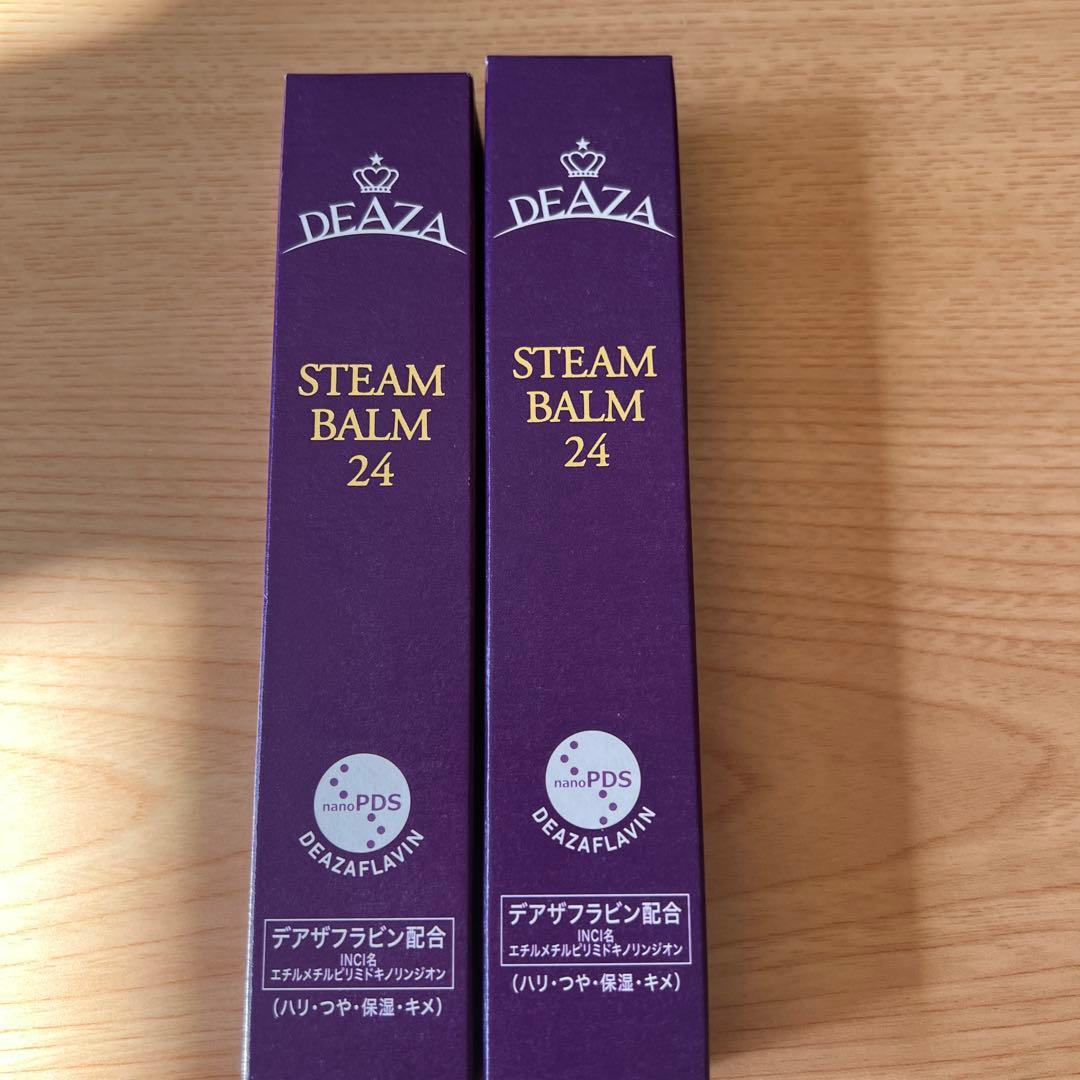 DEAZA
STEAM
BALM
24
nanoPDS
DEAZAFLAVIN
デアザフラビン配合
INCI名
エチルメチルピリミドキノリンジオン
(ハリ・つや・保湿・キメ)
DEAZA
STEAM
BALM
24
nanoPDS
DEAZAFLAVIN
デアザフラビン配合
INCI名
エチルメチルピリミドキノリンジオン
(ハリ・つや・保湿・キメ)